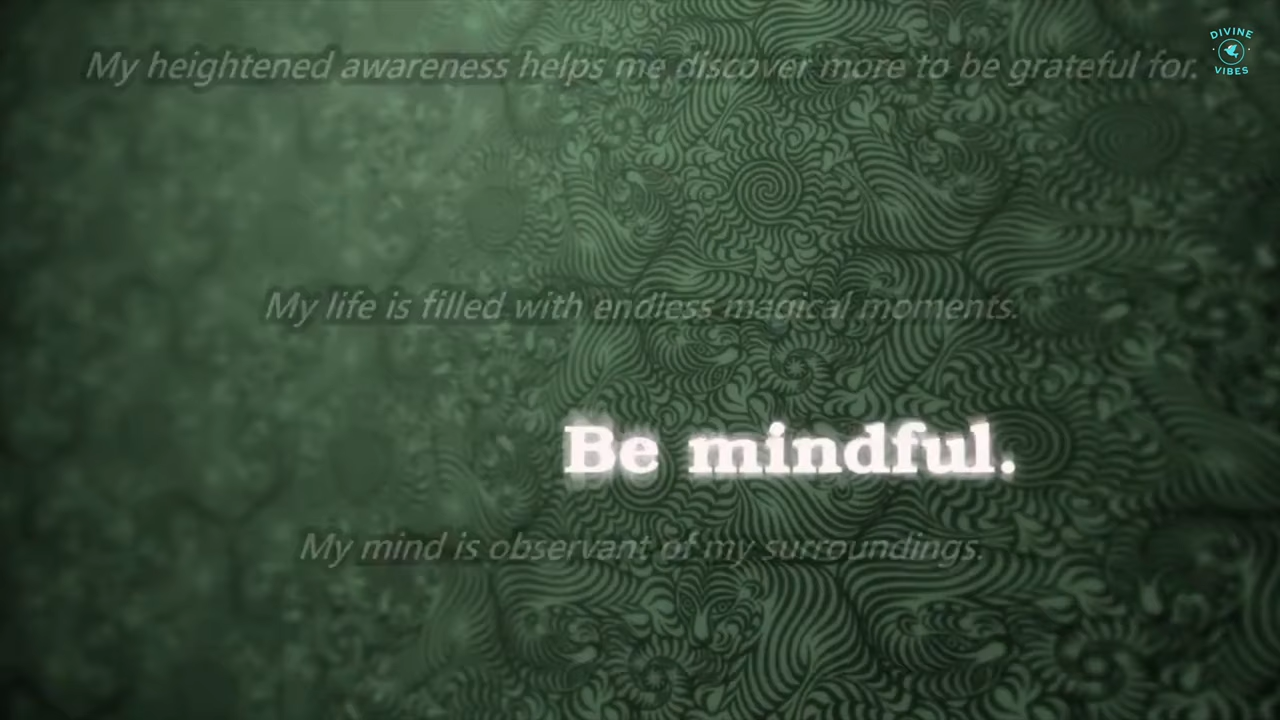 DIVINE
VIBES
My heightened awareness helps me discover more to be grateful for.
My life is filled with endless magical moments.
Be mindful.
My mind is observant of my surroundings.